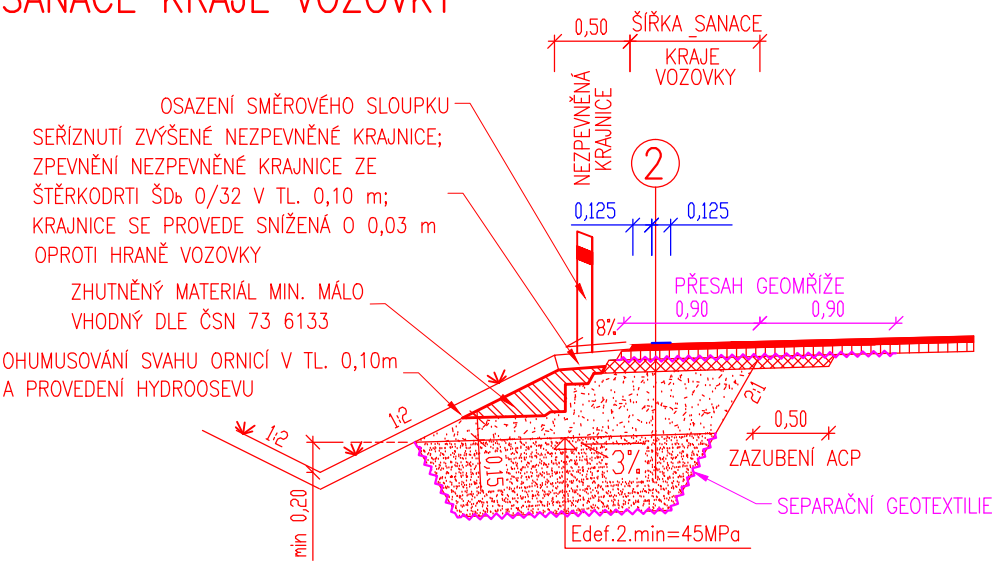 SANACE KRAJE VOZOVKY
0,50
ŠÍŘKA SANACE
KRAJE
VOZOVKY
NEZPEVNĚNÁ
KRAJNICE
OSAZENÍ SMĚROVÉHO SLOUPKU
SEŘÍZNUTÍ ZVÝŠENÉ NEZPEVNĚNÉ KRAJNICE;
ZPEVNĚNÍ NEZPEVNĚNÉ KRAJNICE ZE
ŠTĚRKODRTI ŠDb 0/32 V TL. 0,10 m;
KRAJNICE SE PROVEDE SNÍŽENÁ O 0,03 m
OPROTI HRANĚ VOZOVKY
2
0,125
0,125
ZHUTNĚNÝ MATERIÁL MIN. MÁLO
VHODNÝ DLE ČSN 73 6133
PŘESAH GEOMŘÍŽE
0,90
0,90
8%
OHUMUSOVÁNÍ SVAHU ORNICÍ V TL. 0,10m
A PROVEDENÍ HYDROOSEVU
1:2
1:2
2:1
0,50
ZAZUBENÍ ACP
0,15
3%
min 0,20
SEPARAČNÍ GEOTEXTILIE
Edef.2.min=45MPa